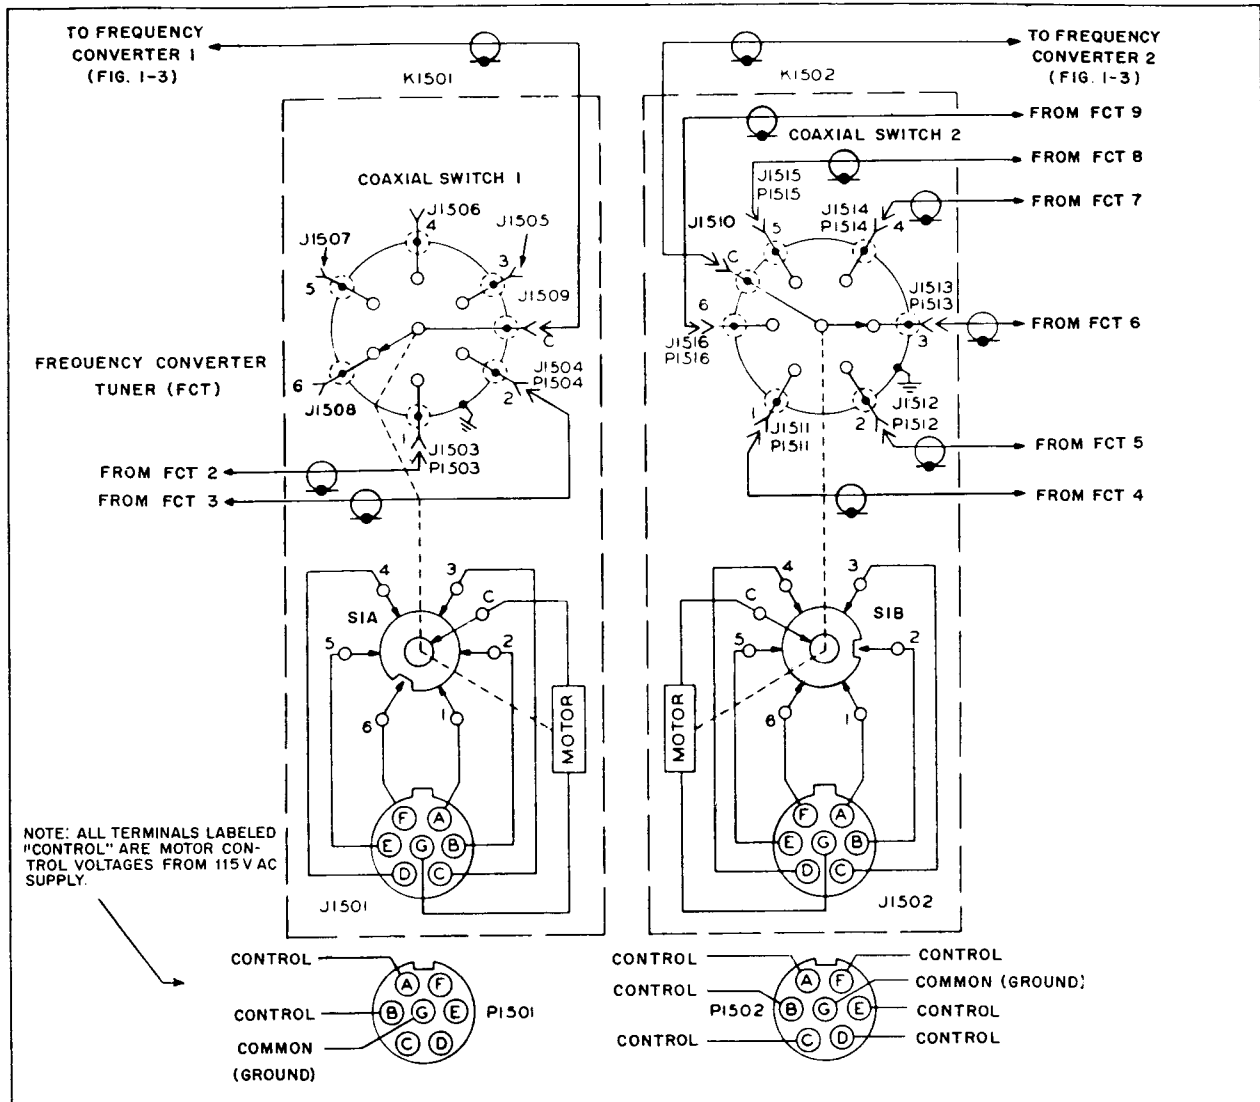 TO FREQUENCY
CONVERTER 1
(FIG. 1-3)
K1501
K1502
TO FREQUENCY
CONVERTER 2
(FIG. 1-3)
FROM FCT 9
COAXIAL SWITCH 2
FROM FCT 8
FROM FCT 7
FROM FCT 6
FROM FCT 5
FROM FCT 4
COAXIAL SWITCH 1
J1506
4
J1505
3
J1507
5
J1509
C
J1504
P1504
2
6
J1508
1
J1503
P1503
FREQUENCY CONVERTER
TUNER (FCT)
FROM FCT 2
FROM FCT 3
J1515
P1515
5
J1514
P1514
4
J1510
C
J1513
P1513
3
6
J1516
P1516
J1512
P1512
2
1
J1511
P1511
4
3
C
S1A
5
2
6
1
MOTOR
F
A
E
G
B
D
C
J1501
4
3
C
S1B
5
2
6
1
MOTOR
F
A
E
G
B
D
C
J1502
NOTE: ALL TERMINALS LABELED
"CONTROL" ARE MOTOR CON-
TROL VOLTAGES FROM 115V AC
SUPPLY.
CONTROL
A
F
CONTROL
B
G
E
P1501
COMMON
(GROUND)
C
D
CONTROL
A
F
CONTROL
COMMON (GROUND)
CONTROL
P1502
B
G
E
CONTROL
CONTROL
C
D
CONTROL